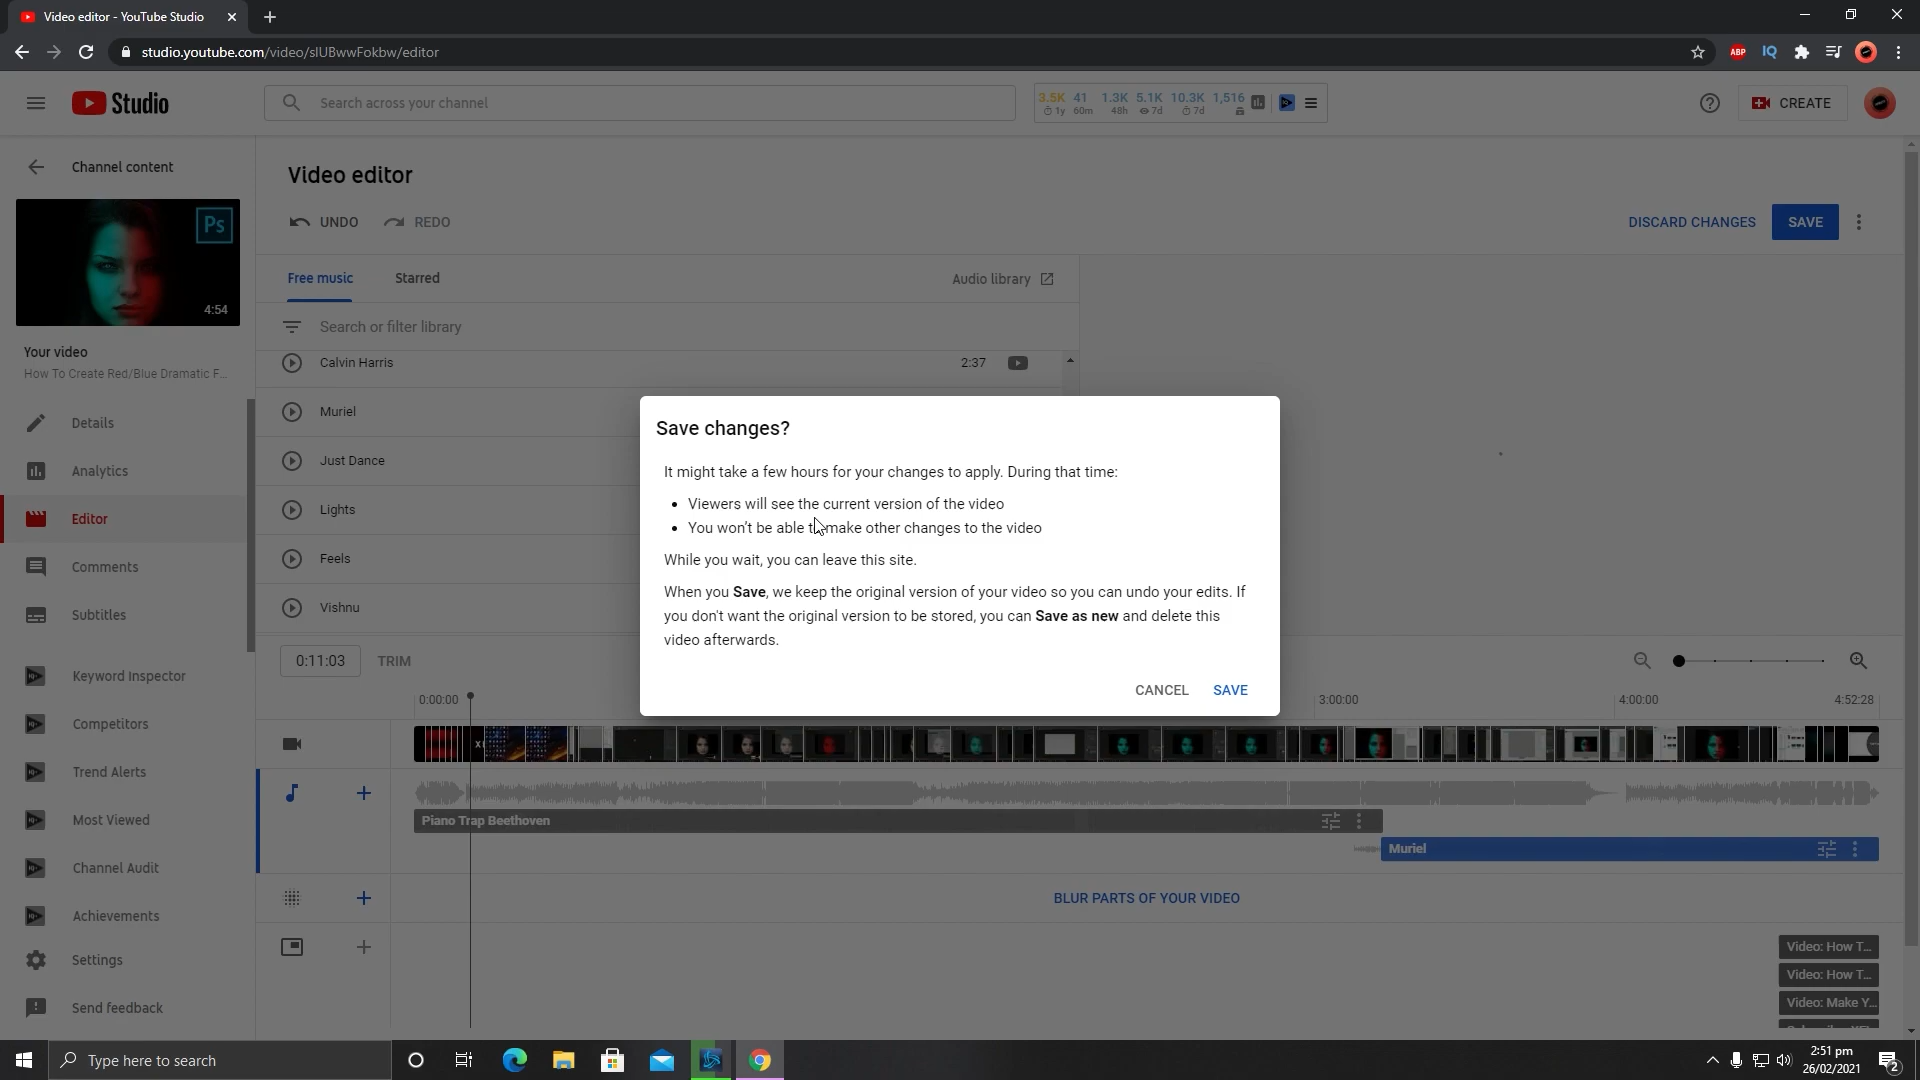 Video editor - YouTube Studio
studio.youtube.com/video/slUBwwFokbw/editor
ABP
IQ
Studio
Search across your channel
3.5K 41 1.3K 5.1K 10.3K 1,516
1y 60m 48h 7d 7d
CREATE
Channel content
Ps
4:54
Your video
How To Create Red/Blue Dramatic F...
Details
Analytics
Editor
Comments
Subtitles
Keyword Inspector
Competitors
Trend Alerts
Most Viewed
Channel Audit
Achievements
Settings
Send feedback
Video editor
UNDO
REDO
DISCARD CHANGES
SAVE
Free music
Starred
Audio library
Search or filter library
Calvin Harris
2:37
Muriel
Just Dance
Lights
Feels
Vishnu
Save changes?
It might take a few hours for your changes to apply. During that time:
• Viewers will see the current version of the video
• You won't be able to make other changes to the video
While you wait, you can leave this site.
When you Save, we keep the original version of your video so you can undo your edits. If
you don't want the original version to be stored, you can Save as new and delete this
video afterwards.
CANCEL
SAVE
0:11:03
TRIM
0:00:00
3:00:00
4:00:00
4:52:28
Piano Trap Beethoven
Muriel
BLUR PARTS OF YOUR VIDEO
Video: How T...
Video: How T...
Video: Make Y...
Type here to search
2:51 pm
26/02/2021
2